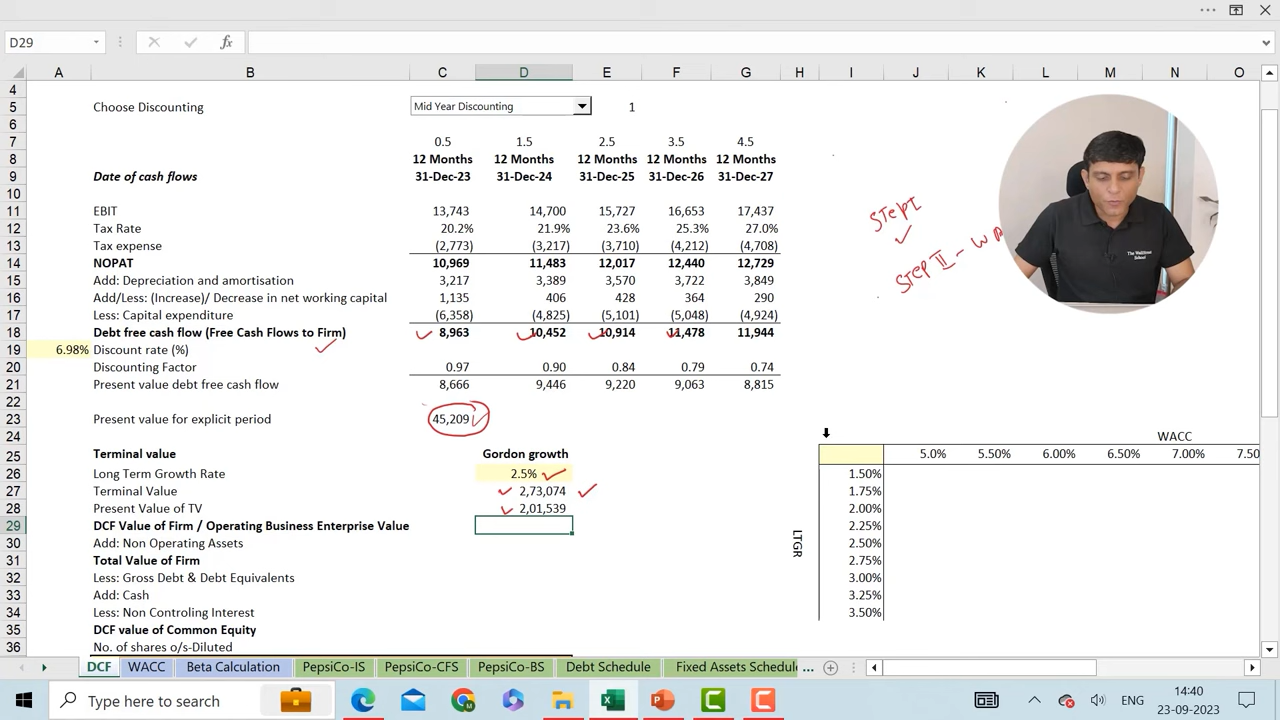 D29 fx
A B C D E F G H I J K L M N O
4
5 Choose Discounting Mid Year Discounting 1
6
7 0.5 1.5 2.5 3.5 4.5
8 12 Months 12 Months 12 Months 12 Months 12 Months
9 Date of cash flows 31-Dec-23 31-Dec-24 31-Dec-25 31-Dec-26 31-Dec-27
10
11 EBIT 13,743 14,700 15,727 16,653 17,437
12 Tax Rate 20.2% 21.9% 23.6% 25.3% 27.0%
13 Tax expense (2,773) (3,217) (3,710) (4,212) (4,708)
14 NOPAT 10,969 11,483 12,017 12,440 12,729
15 Add: Depreciation and amortisation 3,217 3,389 3,570 3,722 3,849
16 Add/Less: (Increase)/ Decrease in net working capital 1,135 406 428 364 290
17 Less: Capital expenditure (6,358) (4,825) (5,101) (5,048) (4,924)
18 Debt free cash flow (Free Cash Flows to Firm) 8,963 10,452 10,914 11,478 11,944
19 6.98% Discount rate (%)
20 Discounting Factor 0.97 0.90 0.84 0.79 0.74
21 Present value debt free cash flow 8,666 9,446 9,220 9,063 8,815
22
23 Present value for explicit period 45,209
24 WACC
25 Terminal value Gordon growth 5.0% 5.50% 6.00% 6.50% 7.00% 7.50
26 Long Term Growth Rate 2.5% 1.50%
27 Terminal Value 2,73,074 1.75%
28 Present Value of TV 2,01,539 2.00%
29 DCF Value of Firm / Operating Business Enterprise Value 2.25%
30 Add: Non Operating Assets LTGR 2.50%
31 Total Value of Firm 2.75%
32 Less: Gross Debt & Debt Equivalents 3.00%
33 Add: Cash 3.25%
34 Less: Non Controling Interest 3.50%
35 DCF value of Common Equity
36 No. of shares o/s-Diluted
STEP I
STEP II - WA
The WallStreet
School
DCF WACC Beta Calculation PepsiCo-IS PepsiCo-CFS PepsiCo-BS Debt Schedule Fixed Assets Schedul ...
Type here to search ENG 14:40
23-09-2023